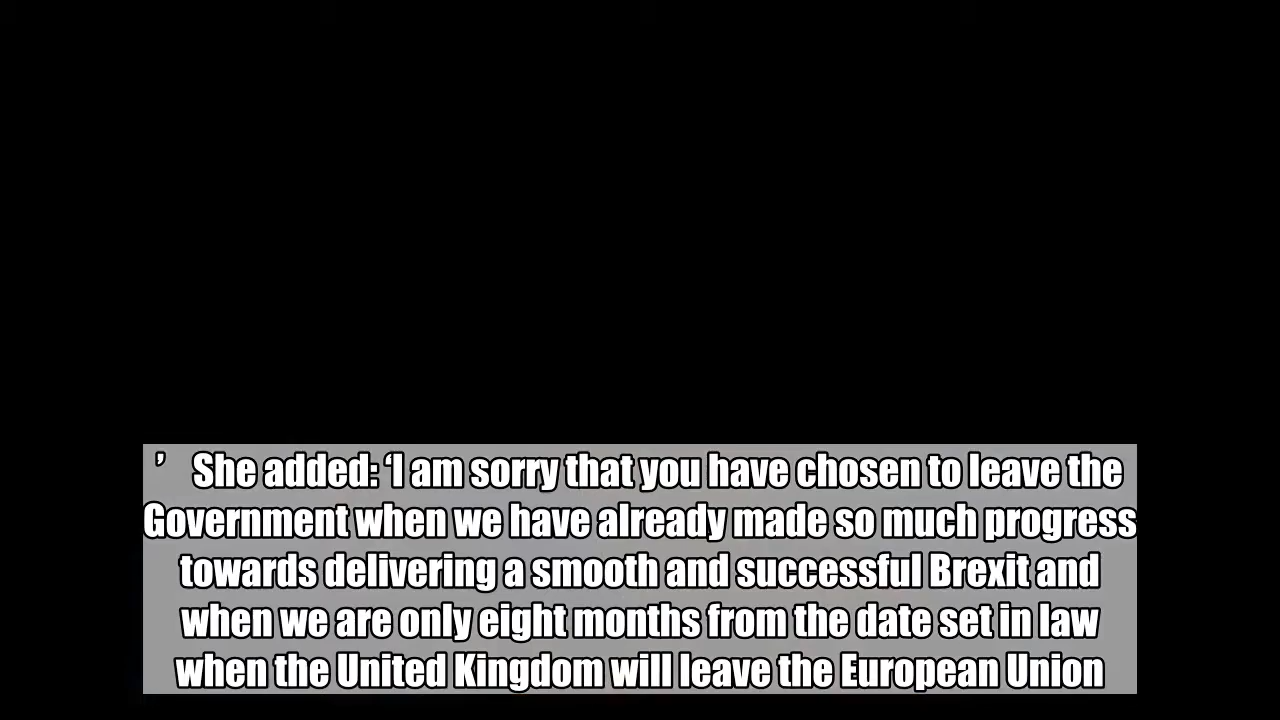 ’ She added: ‘I am sorry that you have chosen to leave the
Government when we have already made so much progress
towards delivering a smooth and successful Brexit and
when we are only eight months from the date set in law
when the United Kingdom will leave the European Union